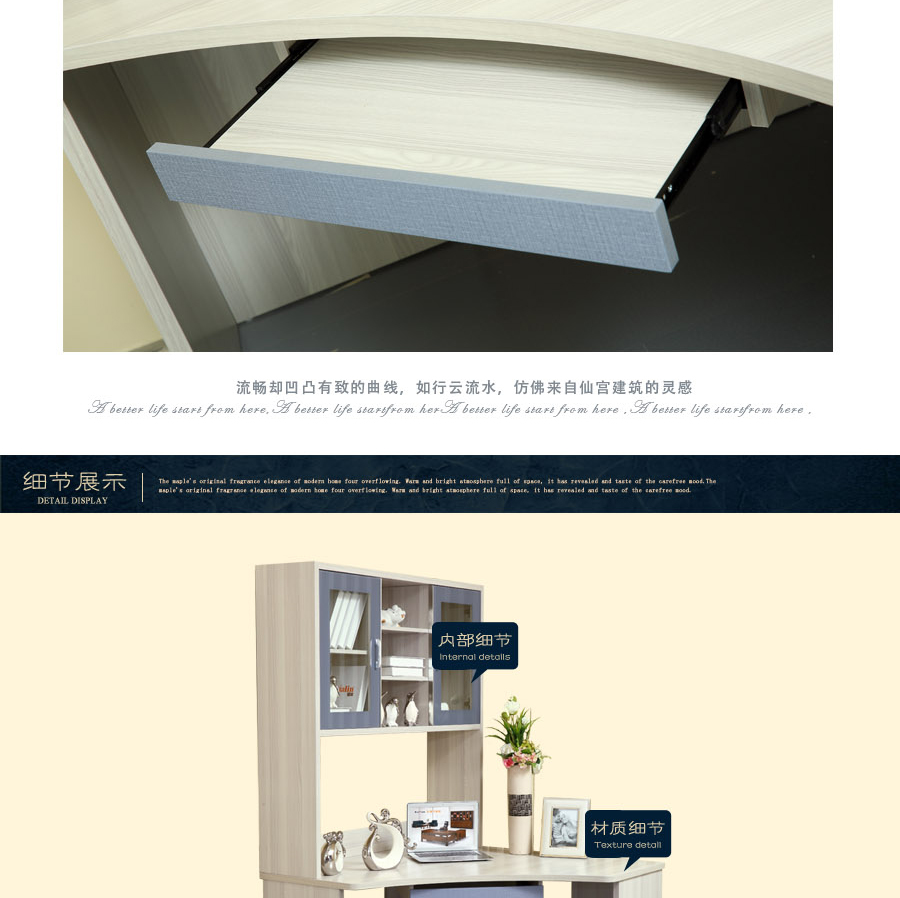 流畅却凹凸有致的曲线，如行云流水，仿佛来自仙宫建筑的灵感
A better life start from here. A better life startfrom her A better life start from here . A better life startfrom here .
细节展示
DETAIL DISPLAY
The maple's original fragrance elegance of modern home four overflowing. Warm and bright atmosphere full of space, it has revealed and taste of the carefree mood.The
maple's original fragrance elegance of modern home four overflowing. Warm and bright atmosphere full of space, it has revealed and taste of the carefree mood.
内部细节
Internal details
材质细节
Texture detail